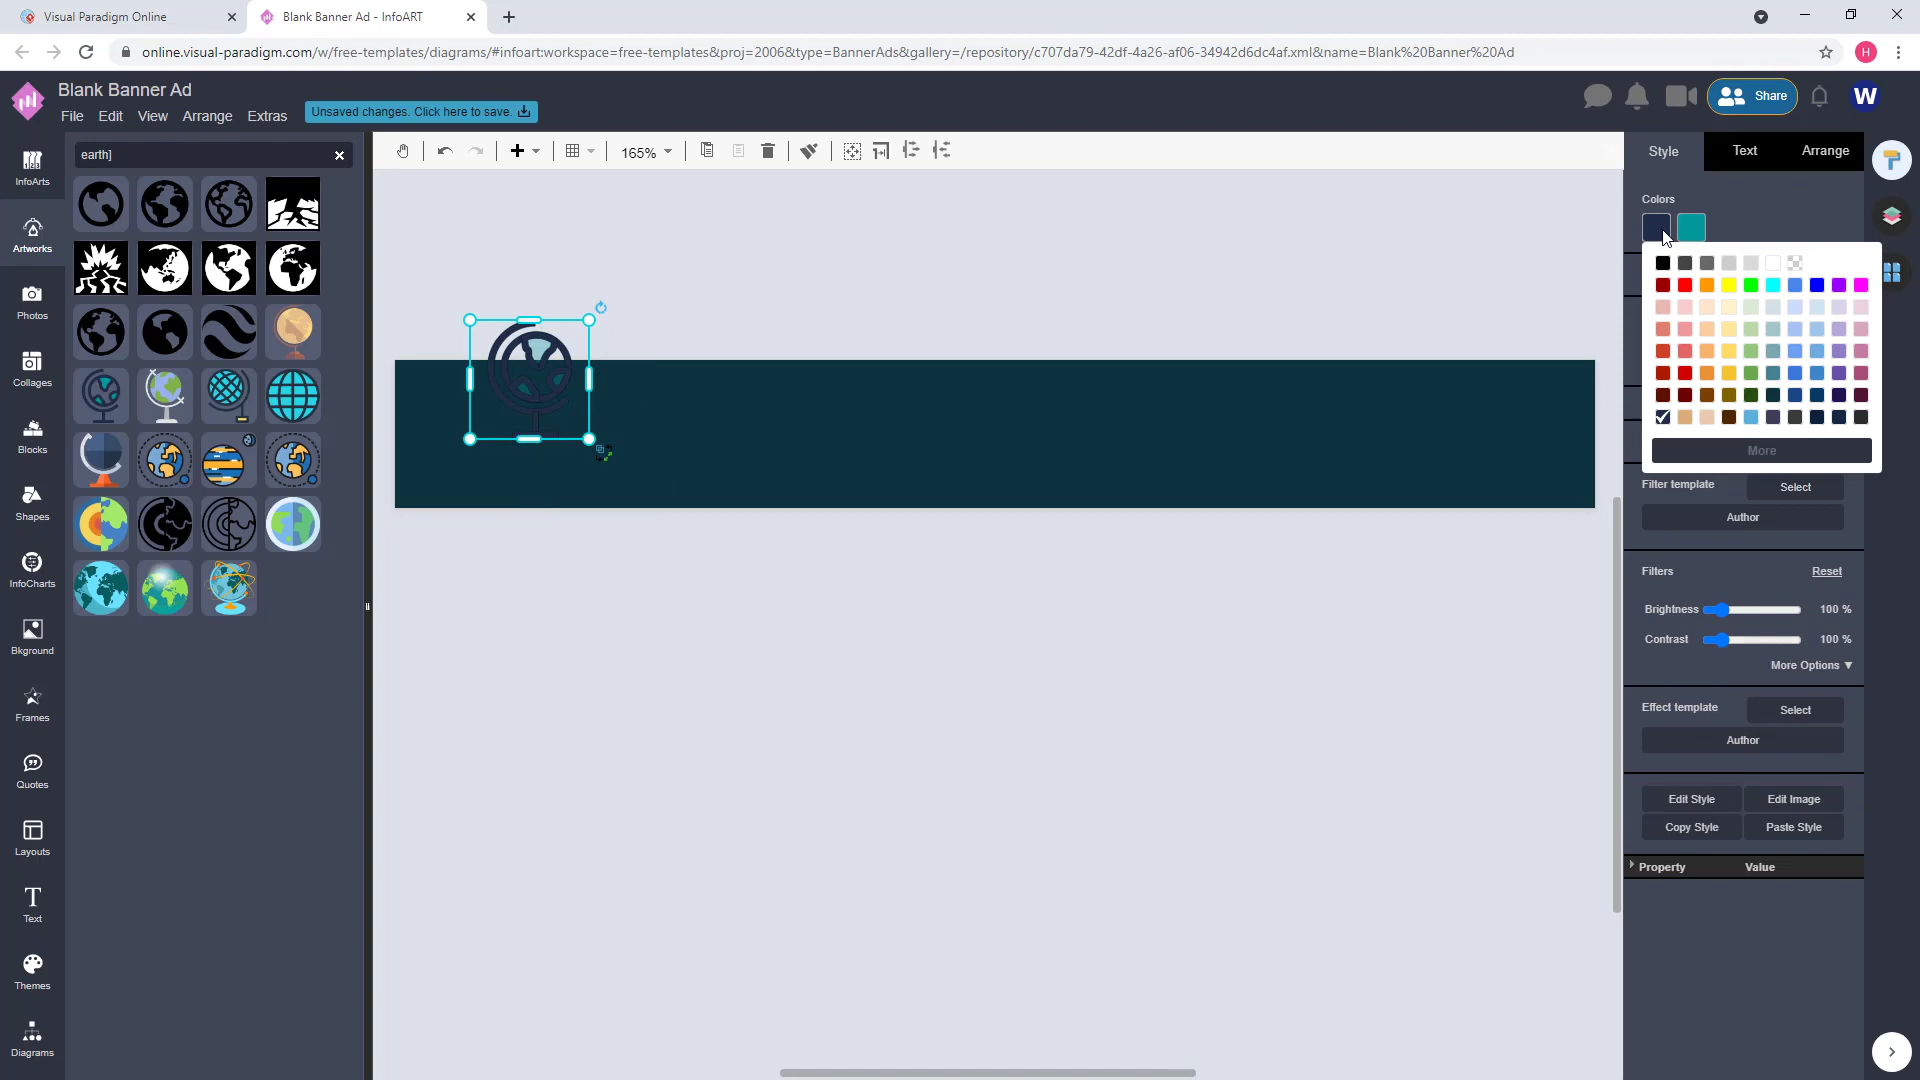 Visual Paradigm Online
Blank Banner Ad - InfoART
online.visual-paradigm.com/w/free-templates/diagrams/#infoart:workspace=free-templates&proj=2006&type=BannerAds&gallery=/repository/c707da79-42df-4a26-af06-34942d6dc4af.xml&name=Blank%20Banner%20Ad
H
Blank Banner Ad
File Edit View Arrange Extras
Unsaved changes. Click here to save.
Share
W
earth]
165%
Style Text Arrange
InfoArts
Artworks
Photos
Collages
Blocks
Shapes
InfoCharts
Bkground
Frames
Quotes
Layouts
Text
Themes
Diagrams
Colors
More
Filter template Select
Author
Filters Reset
Brightness 100 %
Contrast 100 %
More Options ▼
Effect template Select
Author
Edit Style Edit Image
Copy Style Paste Style
Property Value